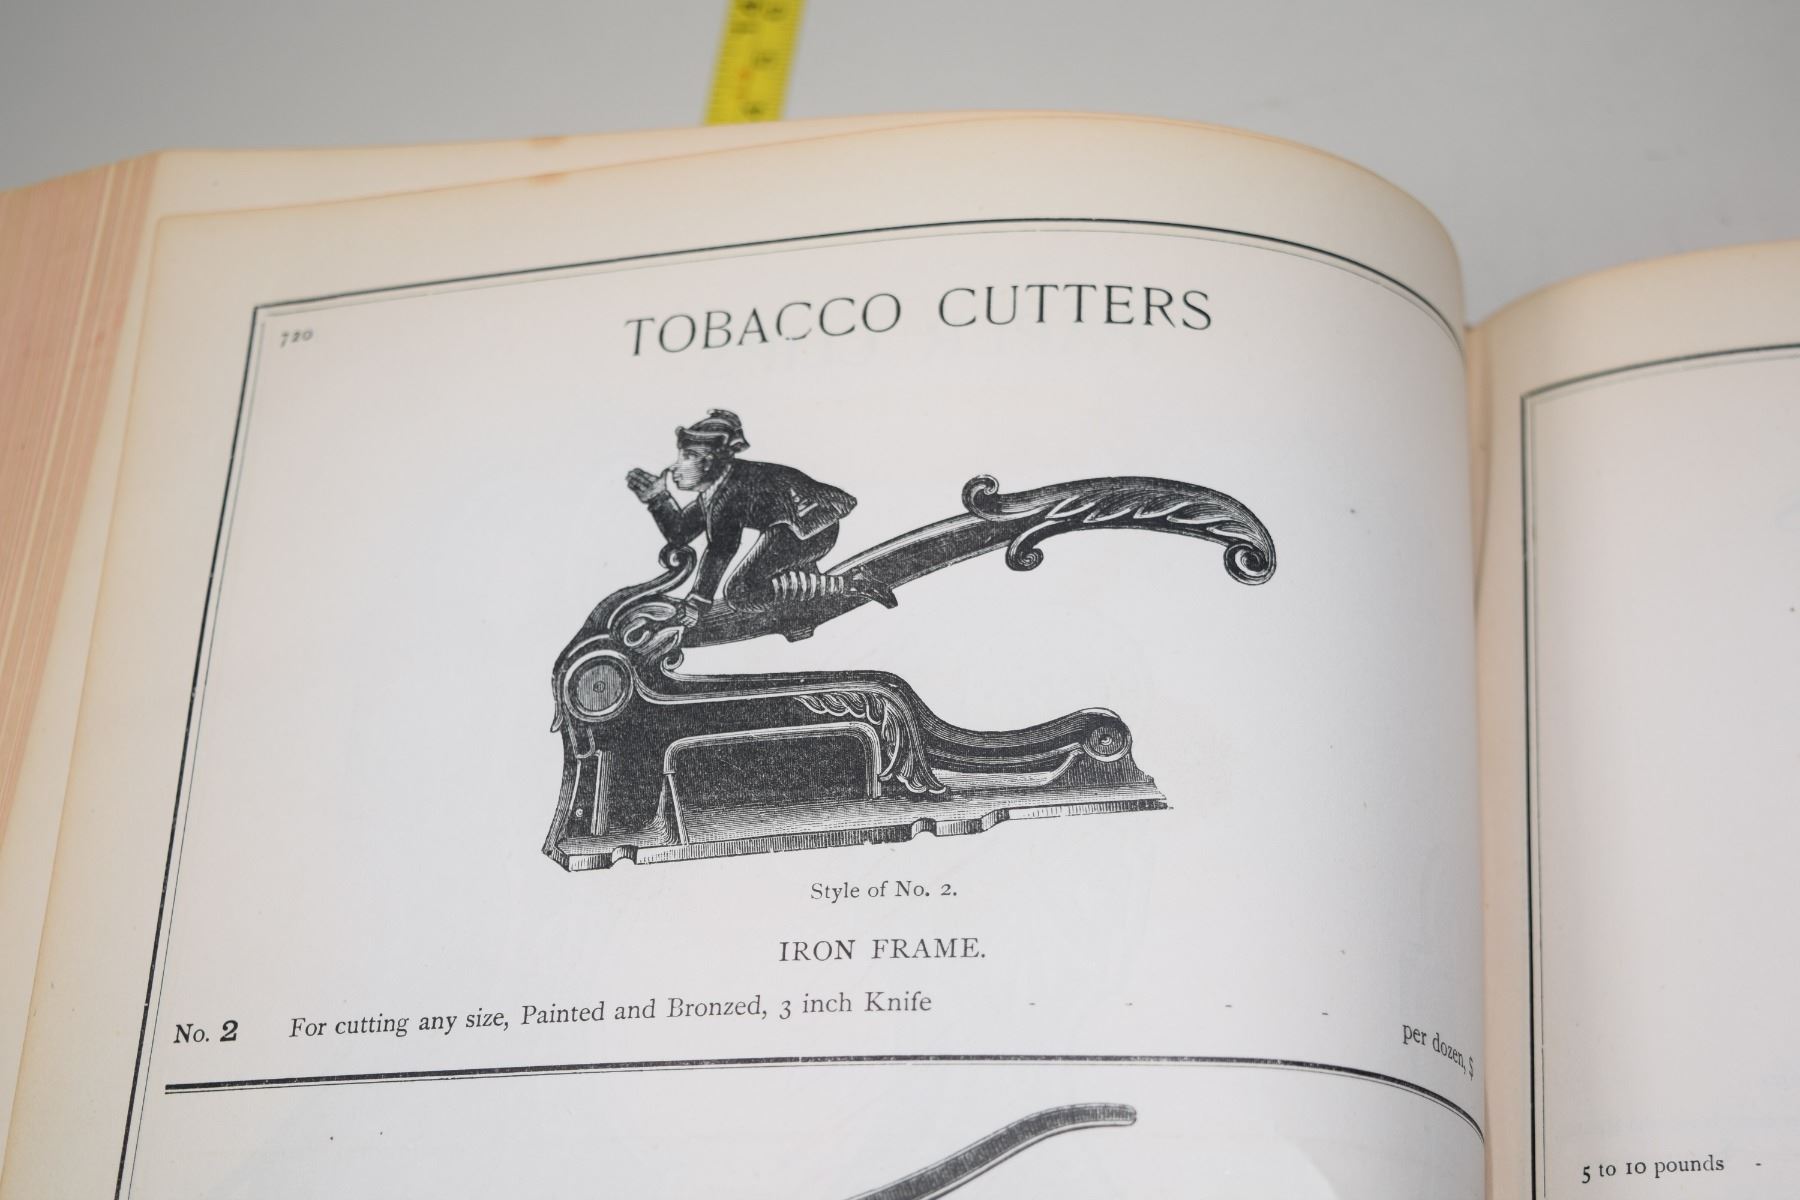 720
TOBACCO CUTTERS
Style of No. 2.
IRON FRAME.
No. 2 For cutting any size, Painted and Bronzed, 3 inch Knife - - - - per dozen, $
5 to 10 pounds -